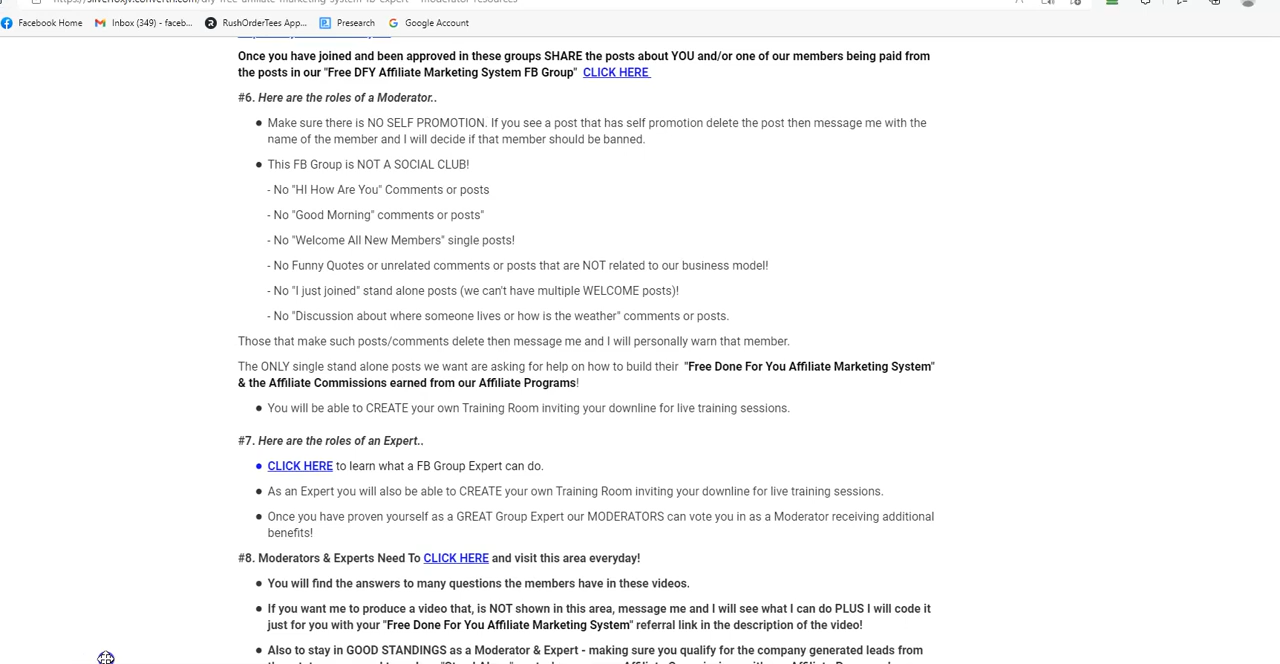 Facebook Home
Inbox (349) - faceb...
RushOrderTees App...
Presearch
Google Account
Once you have joined and been approved in these groups SHARE the posts about YOU and/or one of our members being paid from
the posts in our "Free DFY Affiliate Marketing System FB Group" CLICK HERE
#6. Here are the roles of a Moderator..
● Make sure there is NO SELF PROMOTION. If you see a post that has self promotion delete the post then message me with the
name of the member and I will decide if that member should be banned.
● This FB Group is NOT A SOCIAL CLUB!
- No "HI How Are You" Comments or posts
- No "Good Morning" comments or posts"
- No "Welcome All New Members" single posts!
- No Funny Quotes or unrelated comments or posts that are NOT related to our business model!
- No "I just joined" stand alone posts (we can't have multiple WELCOME posts)!
- No "Discussion about where someone lives or how is the weather" comments or posts.
Those that make such posts/comments delete then message me and I will personally warn that member.
The ONLY single stand alone posts we want are asking for help on how to build their "Free Done For You Affiliate Marketing System"
& the Affiliate Commissions earned from our Affiliate Programs!
● You will be able to CREATE your own Training Room inviting your downline for live training sessions.
#7. Here are the roles of an Expert..
● CLICK HERE to learn what a FB Group Expert can do.
● As an Expert you will also be able to CREATE your own Training Room inviting your downline for live training sessions.
● Once you have proven yourself as a GREAT Group Expert our MODERATORS can vote you in as a Moderator receiving additional
benefits!
#8. Moderators & Experts Need To CLICK HERE and visit this area everyday!
● You will find the answers to many questions the members have in these videos.
● If you want me to produce a video that, is NOT shown in this area, message me and I will see what I can do PLUS I will code it
just for you with your "Free Done For You Affiliate Marketing System" referral link in the description of the video!
● Also to stay in GOOD STANDINGS as a Moderator & Expert - making sure you qualify for the company generated leads from